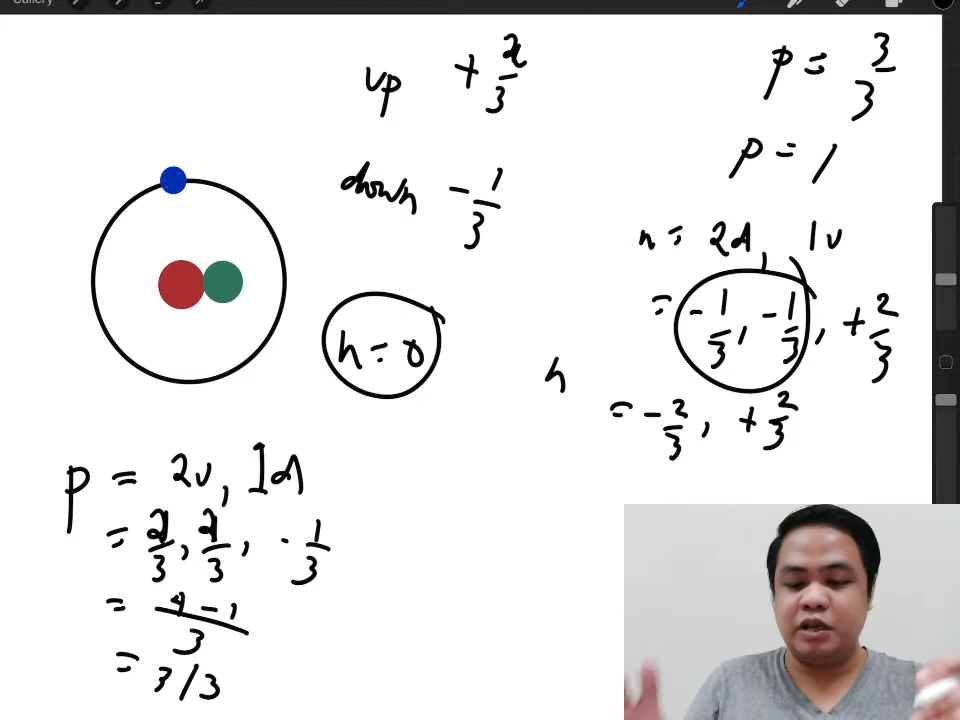 Gallery
up + 2/3
down - 1/3
p = 3/3
p = 1
n = 2d, 1u
= - 1/3, - 1/3, + 2/3
= - 2/3, + 2/3
n
n = 0
p = 2u, 1d
= 2/3, 2/3, - 1/3
= 4 - 1 / 3
= 3/3